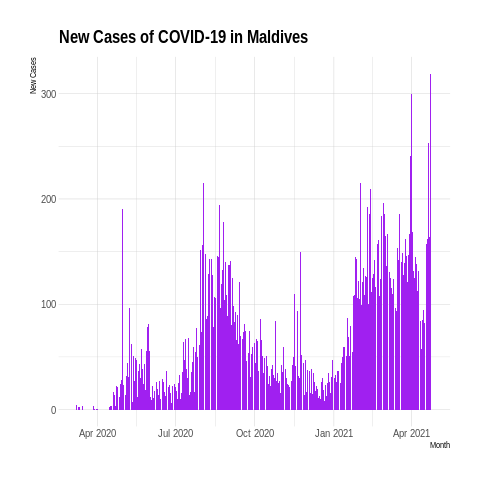 New Cases of COVID-19 in Maldives
New Cases
300
200
100
0
Apr 2020 Jul 2020 Oct 2020 Jan 2021 Apr 2021
Month